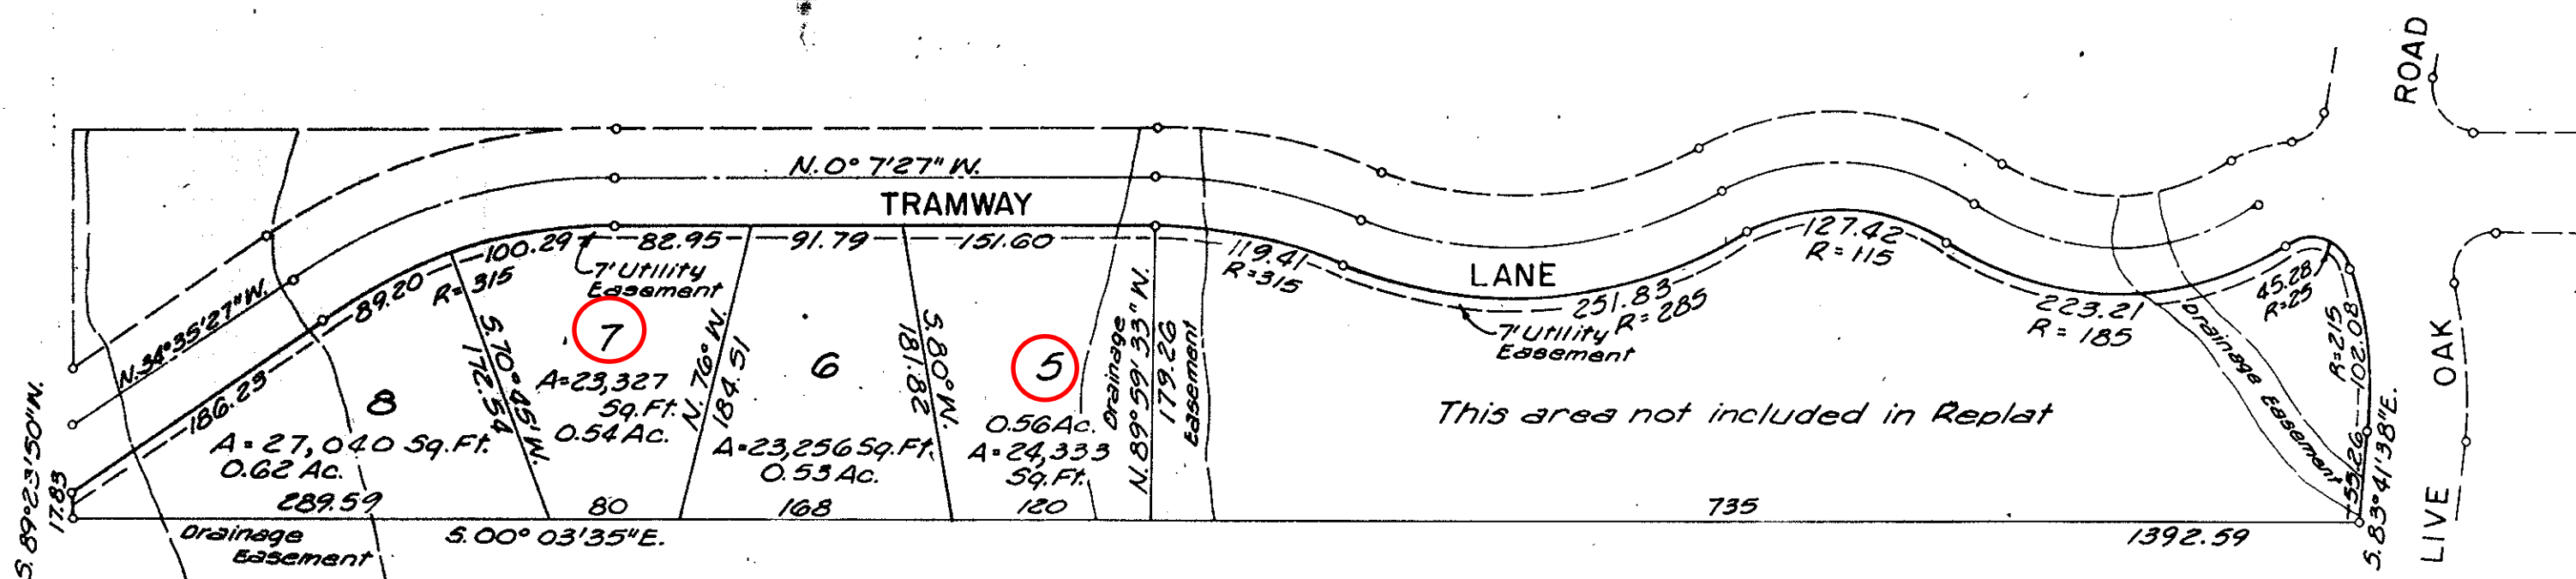 ROAD
N. 0° 7'27" W.
TRAMWAY
100.29
82.95
91.79
151.60
119.41
R=315
127.42
R = 115
LANE
7' Utility
Easement
89.20
R= 315
N. 34° 35'27" W.
186.23
251.83
R= 285
7' Utility
Easement
223.21
R = 185
45.28
R=25
R=215
102.08
S. 70° 45' W.
172.54
7
A=23,327
Sq.Ft.
0.54 Ac.
N. 76° W.
184.51
6
A=23,256 Sq.Ft.
0.53 Ac.
S. 80° W.
181.82
5
0.56 Ac.
A=24,333
Sq.Ft.
Drainage
Easement
N. 89° 59' 33" W.
179.26
8
A= 27,040 Sq.Ft.
0.62 Ac.
This area not included in Replat
Drainage Easement
S. 89° 23' 50" W.
17.83
289.59
80
168
120
735
1392.59
Drainage
Easement
S. 00° 03'35" E.
S. 83° 41' 38" E.
LIVE OAK